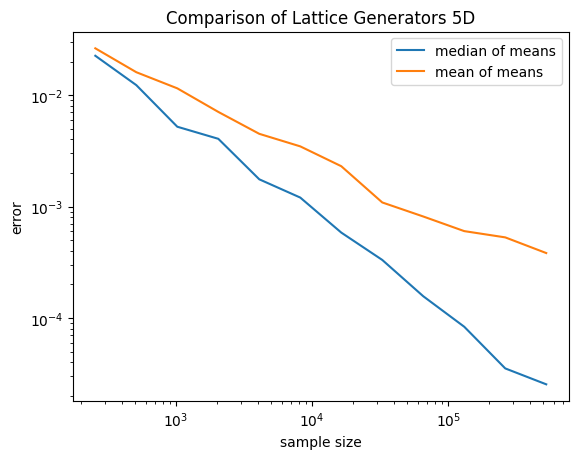 Comparison of Lattice Generators 5D
median of means
mean of means
error
10⁻²
10⁻³
10⁻⁴
10³
10⁴
10⁵
sample size